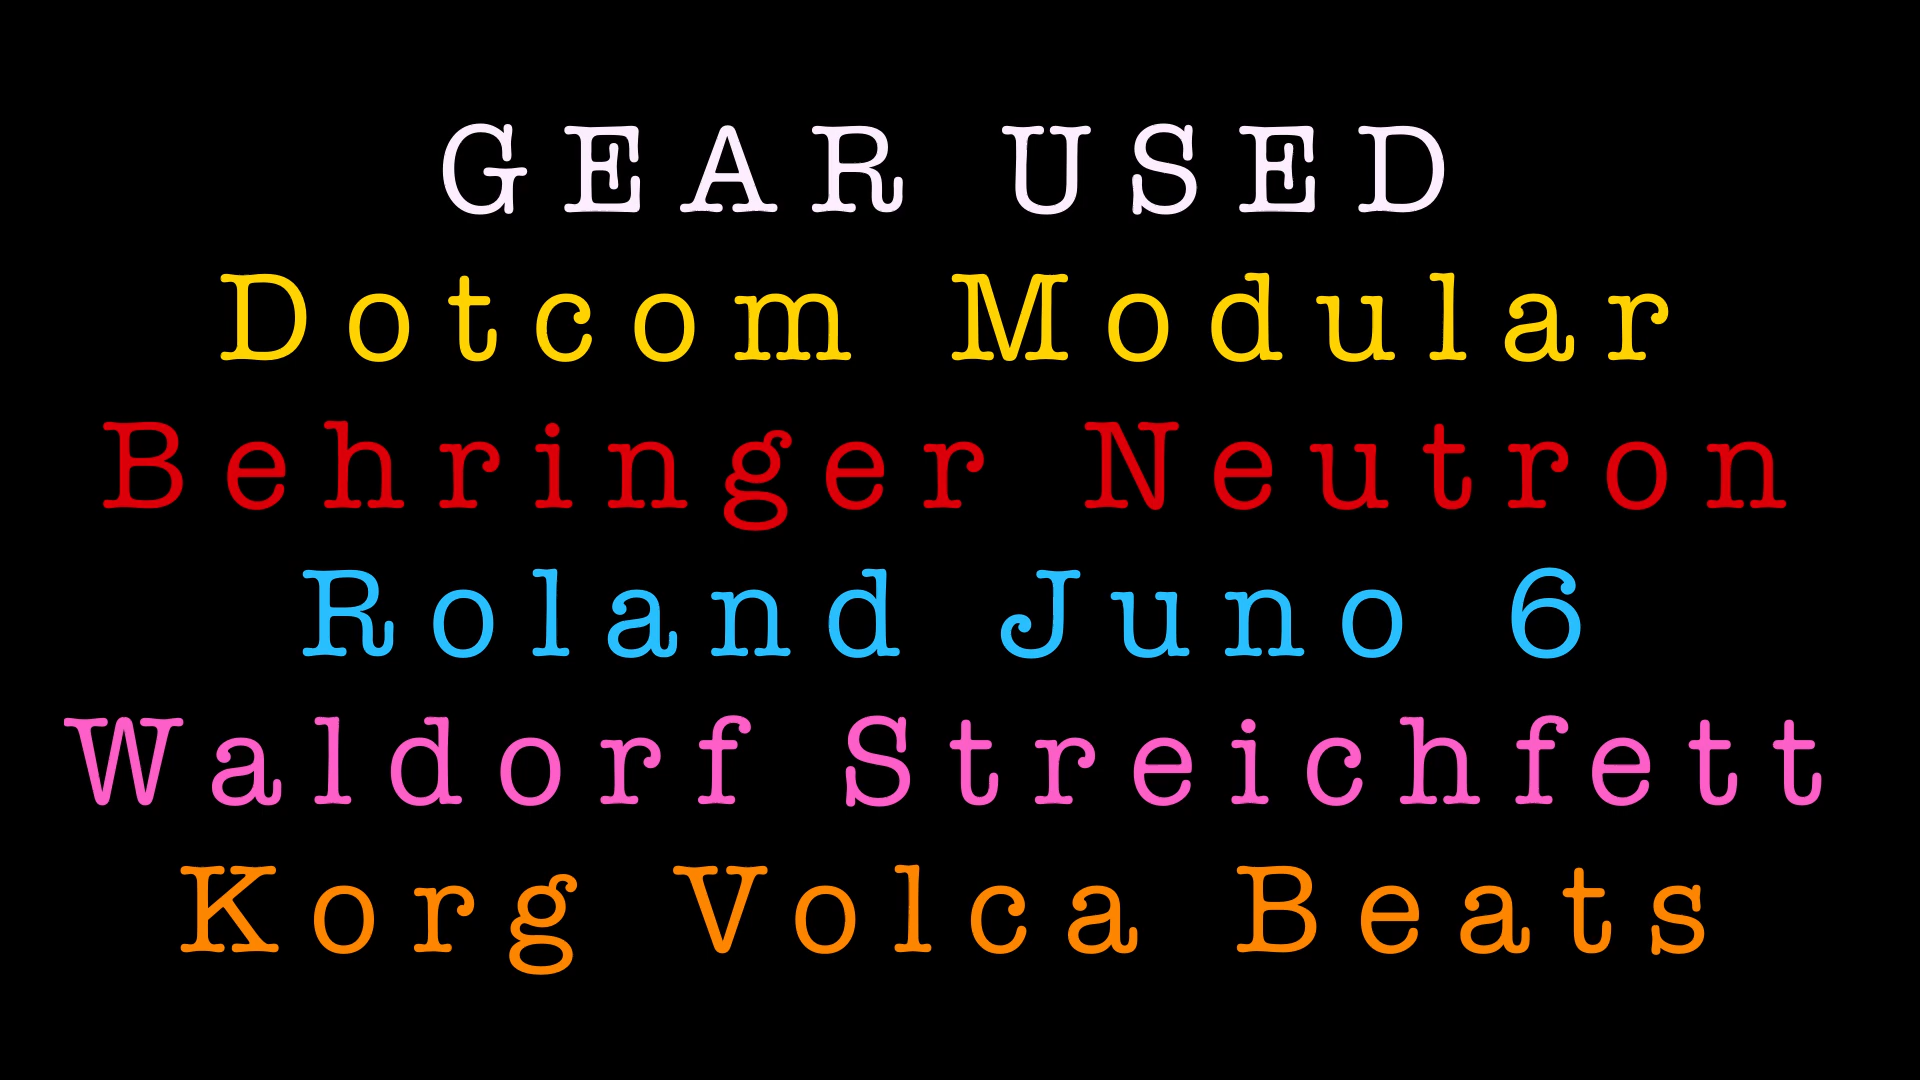 GEAR USED
Dotcom Modular
Behringer Neutron
Roland Juno 6
Waldorf Streichfett
Korg Volca Beats